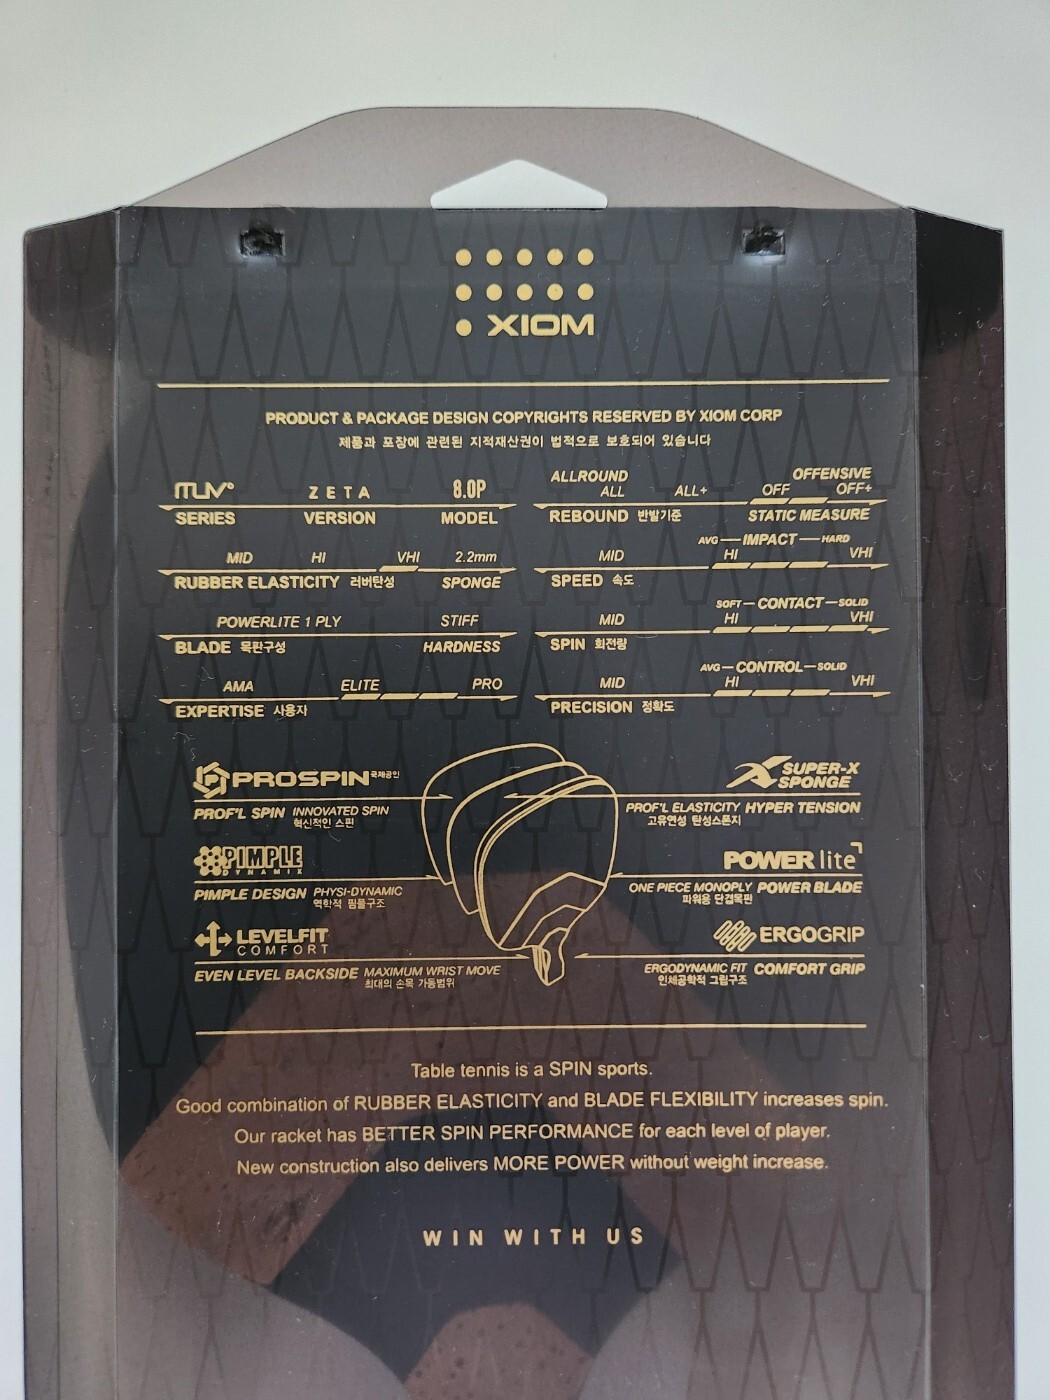 XIOM
PRODUCT & PACKAGE DESIGN COPYRIGHTS RESERVED BY XIOM CORP
제품과 포장에 관련된 지적재산권이 법적으로 보호되어 있습니다
MUV ZETA 8.0P
SERIES VERSION MODEL
MID HI VHI 2.2mm
RUBBER ELASTICITY 러버탄성 SPONGE
POWERLITE 1 PLY STIFF
BLADE 목판구성 HARDNESS
AMA ELITE PRO
EXPERTISE 사용자
ALLROUND OFFENSIVE
ALL ALL+ OFF OFF+
REBOUND 반발기준 STATIC MEASURE
AVG IMPACT HARD
MID HI VHI
SPEED 속도
SOFT CONTACT SOLID
MID HI VHI
SPIN 회전량
AVG CONTROL SOLID
MID HI VHI
PRECISION 정확도
PROSPIN 국제공인
PROF'L SPIN INNOVATED SPIN
혁신적인 스핀
PIMPLE
DYNAMIX
PIMPLE DESIGN PHYSI-DYNAMIC
역학적 핌플구조
LEVELFIT
COMFORT
EVEN LEVEL BACKSIDE MAXIMUM WRIST MOVE
최대의 손목 가동범위
SUPER-X
SPONGE
PROF'L ELASTICITY HYPER TENSION
고유연성 탄성스폰지
POWER lite
ONE PIECE MONOPLY POWER BLADE
파워용 단겹목판
ERGOGRIP
ERGODYNAMIC FIT COMFORT GRIP
인체공학적 그립구조
Table tennis is a SPIN sports.
Good combination of RUBBER ELASTICITY and BLADE FLEXIBILITY increases spin.
Our racket has BETTER SPIN PERFORMANCE for each level of player.
New construction also delivers MORE POWER without weight increase.
WIN WITH US